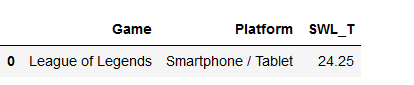 Game Platform SWL_T
0 League of Legends Smartphone / Tablet 24.25